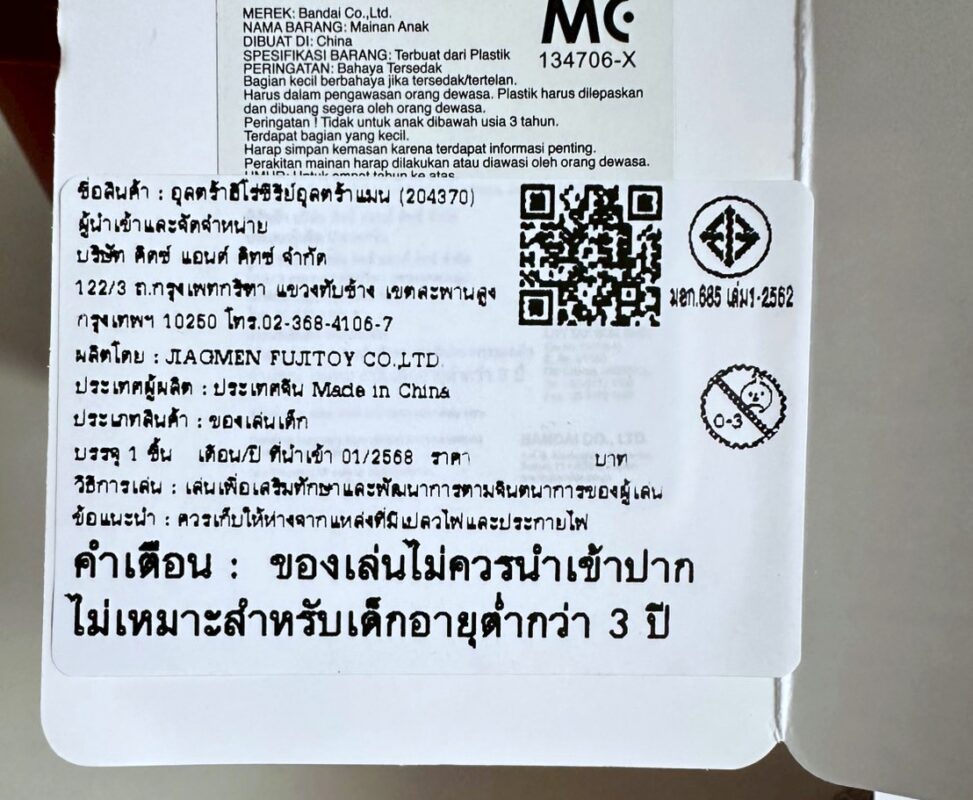 MEREK: Bandai Co.,Ltd.
NAMA BARANG: Mainan Anak
DIBUAT DI: China
SPESIFIKASI BARANG: Terbuat dari Plastik
PERINGATAN: Bahaya Tersedak
Bagian kecil berbahaya jika tersedak/tertelan.
Harus dalam pengawasan orang dewasa. Plastik harus dilepaskan
dan dibuang segera oleh orang dewasa.
Peringatan ! Tidak untuk anak dibawah usia 3 tahun.
Terdapat bagian yang kecil.
Harap simpan kemasan karena terdapat informasi penting.
Perakitan mainan harap dilakukan atau diawasi oleh orang dewasa.
UMUR: Untuk empat tahun ke atas
MC
134706-X
ชื่อสินค้า : อุลตร้าฮีโร่ซีรีย์อุลตร้าแมน (204370)
ผู้นำเข้าและจัดจำหน่าย
บริษัท คิดซ์ แอนด์ คิทซ์ จำกัด
122/3 ถ.กรุงเทพกรีฑา แขวงทับช้าง เขตสะพานสูง
กรุงเทพฯ 10250 โทร.02-368-4106-7
ผลิตโดย : JIAOMEN FUJITOY CO.,LTD.
ประเทศผู้ผลิต : ประเทศจีน Made in China
ประเภทสินค้า : ของเล่นเด็ก
บรรจุ 1 ชิ้น เดือน/ปี ที่นำเข้า 01/2568 ราคา บาท
วิธีการเล่น : เล่นเพื่อเสริมทักษาและพัฒนาการตามจินตนาการของผู้เล่น
ข้อแนะนำ : ควรเก็บให้ห่างจากแหล่งที่มีเปลวไฟและประกายไฟ
คำเตือน : ของเล่นไม่ควรนำเข้าปาก
ไม่เหมาะสำหรับเด็กอายุต่ำกว่า 3 ปี
มอก.685 เล่ม1-2562
0-3